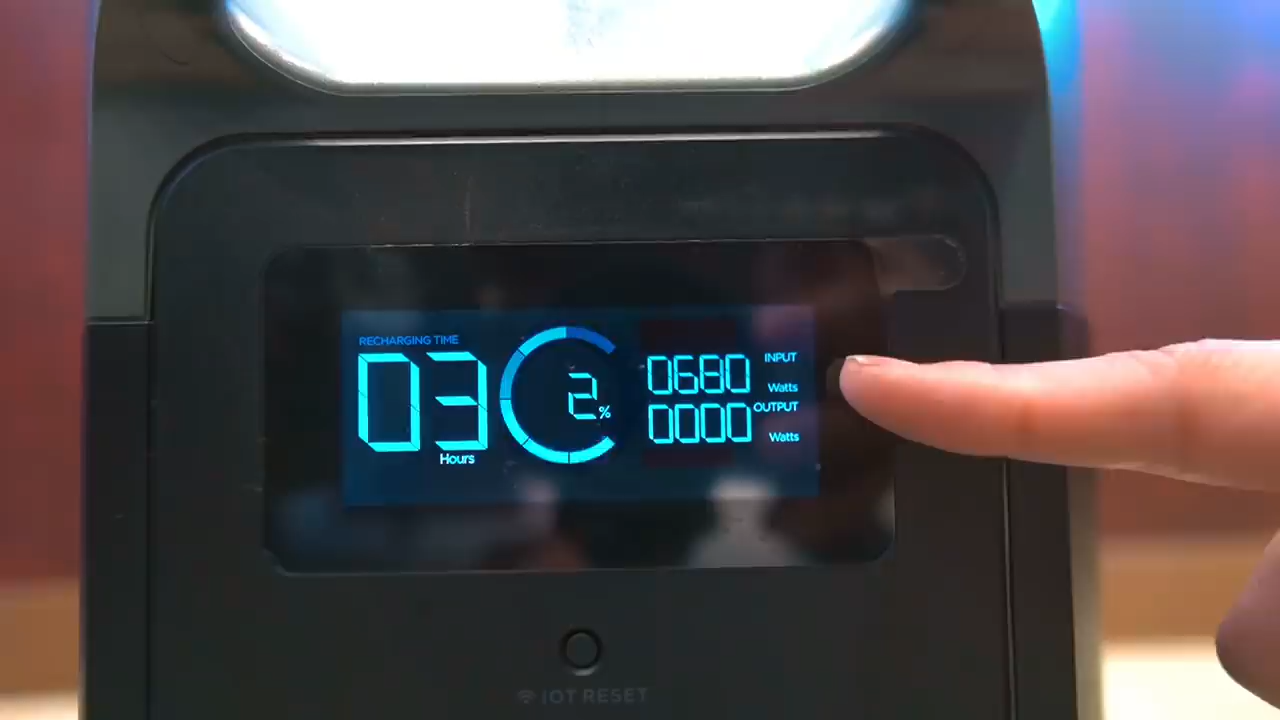 RECHARGING TIME
03
Hours
2%
0680 INPUT Watts
0000 OUTPUT Watts
IOT RESET